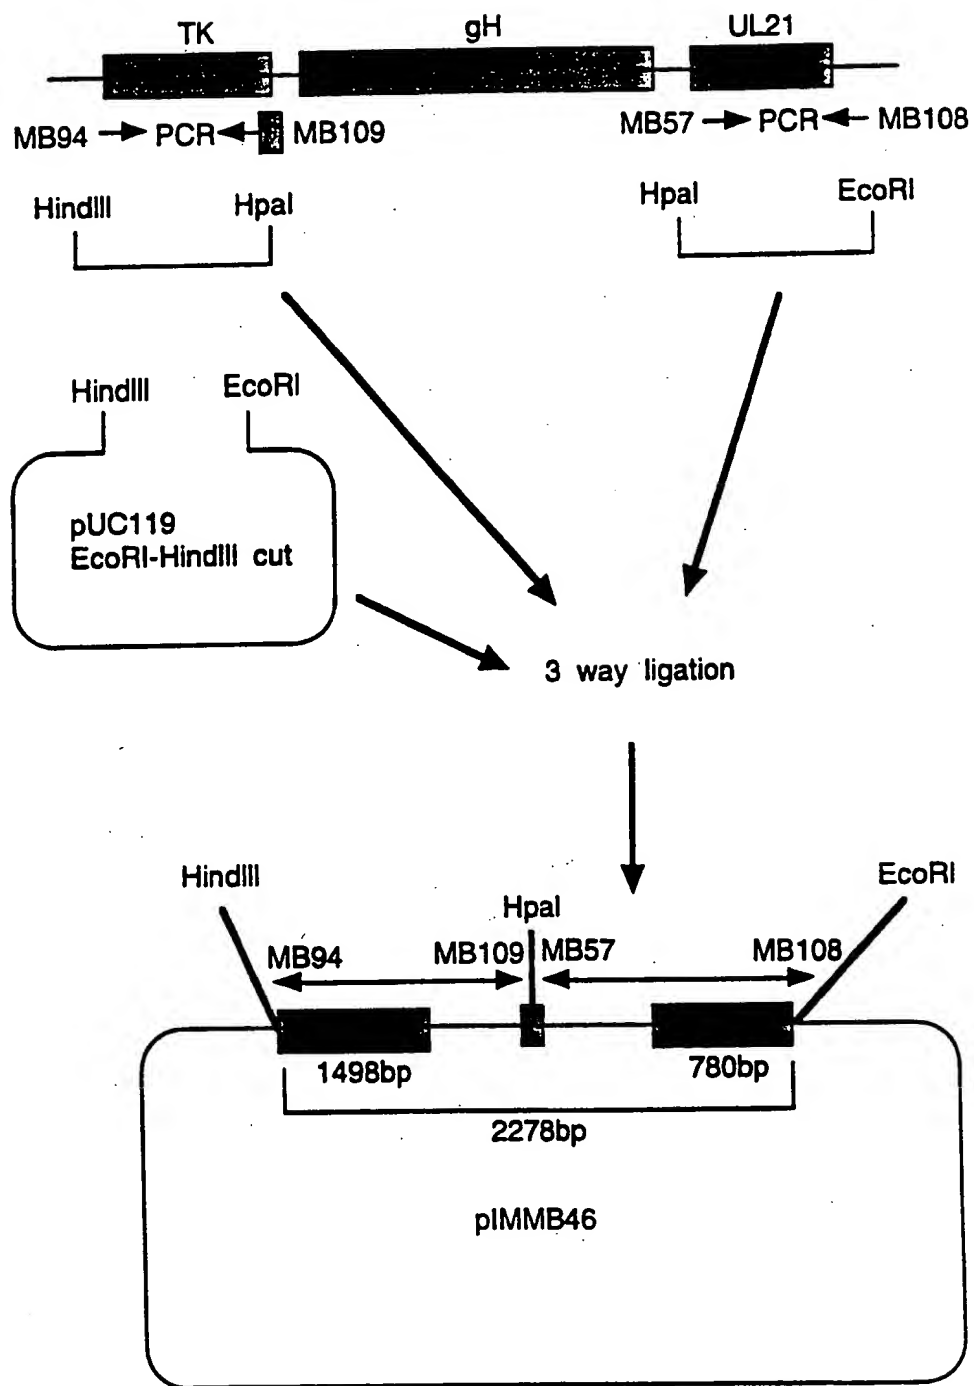 TK gH UL21
MB94 PCR MB109 MB57 PCR MB108
HindIII HpaI HpaI EcoRI
HindIII EcoRI
pUC119
EcoRI-HindIII cut
3 way ligation
HindIII EcoRI
HpaI
MB94 MB109 MB57 MB108
1498bp 780bp
2278bp
pIMMB46